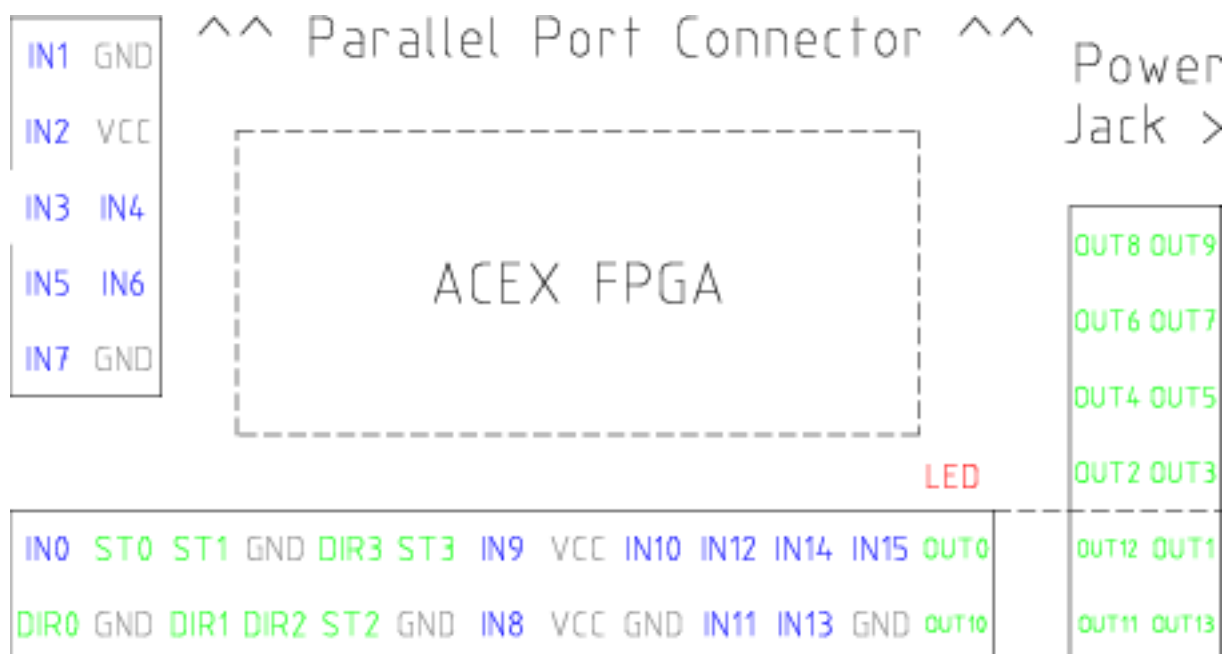 ^^ Parallel Port Connector ^^
Power
Jack >
IN1 GND
IN2 VCC
IN3 IN4
IN5 IN6
IN7 GND
ACEX FPGA
OUT8 OUT9
OUT6 OUT7
OUT4 OUT5
OUT2 OUT3
OUT12 OUT1
OUT11 OUT13
LED
IN0 ST0 ST1 GND DIR3 ST3 IN9 VCC IN10 IN12 IN14 IN15 OUT0
DIR0 GND DIR1 DIR2 ST2 GND IN8 VCC GND IN11 IN13 GND OUT10